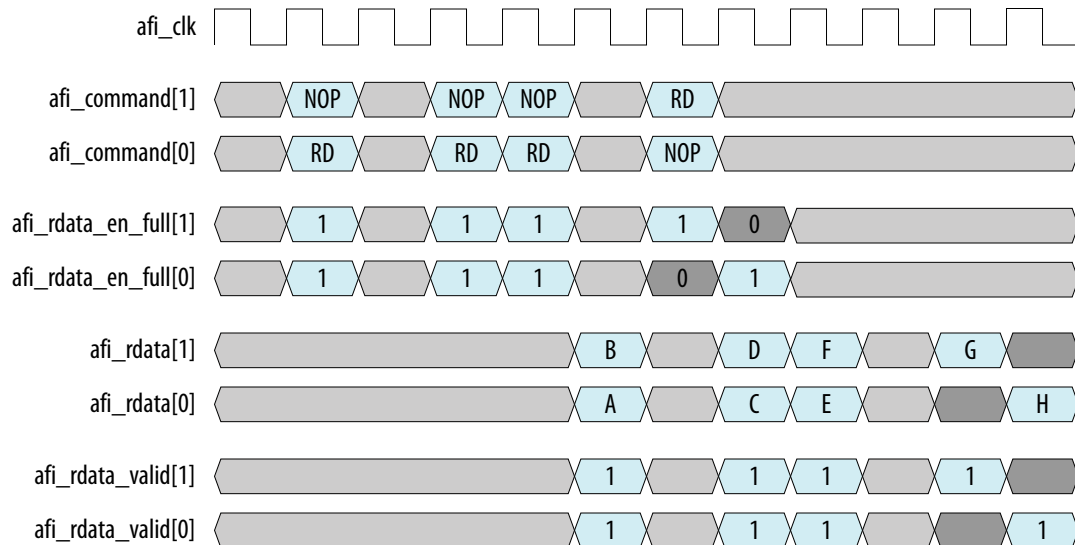 afi_clk
afi_command[1] NOP NOP NOP RD
afi_command[0] RD RD RD NOP
afi_rdata_en_full[1] 1 1 1 1 0
afi_rdata_en_full[0] 1 1 1 0 1
afi_rdata[1] B D F G
afi_rdata[0] A C E H
afi_rdata_valid[1] 1 1 1 1
afi_rdata_valid[0] 1 1 1 1